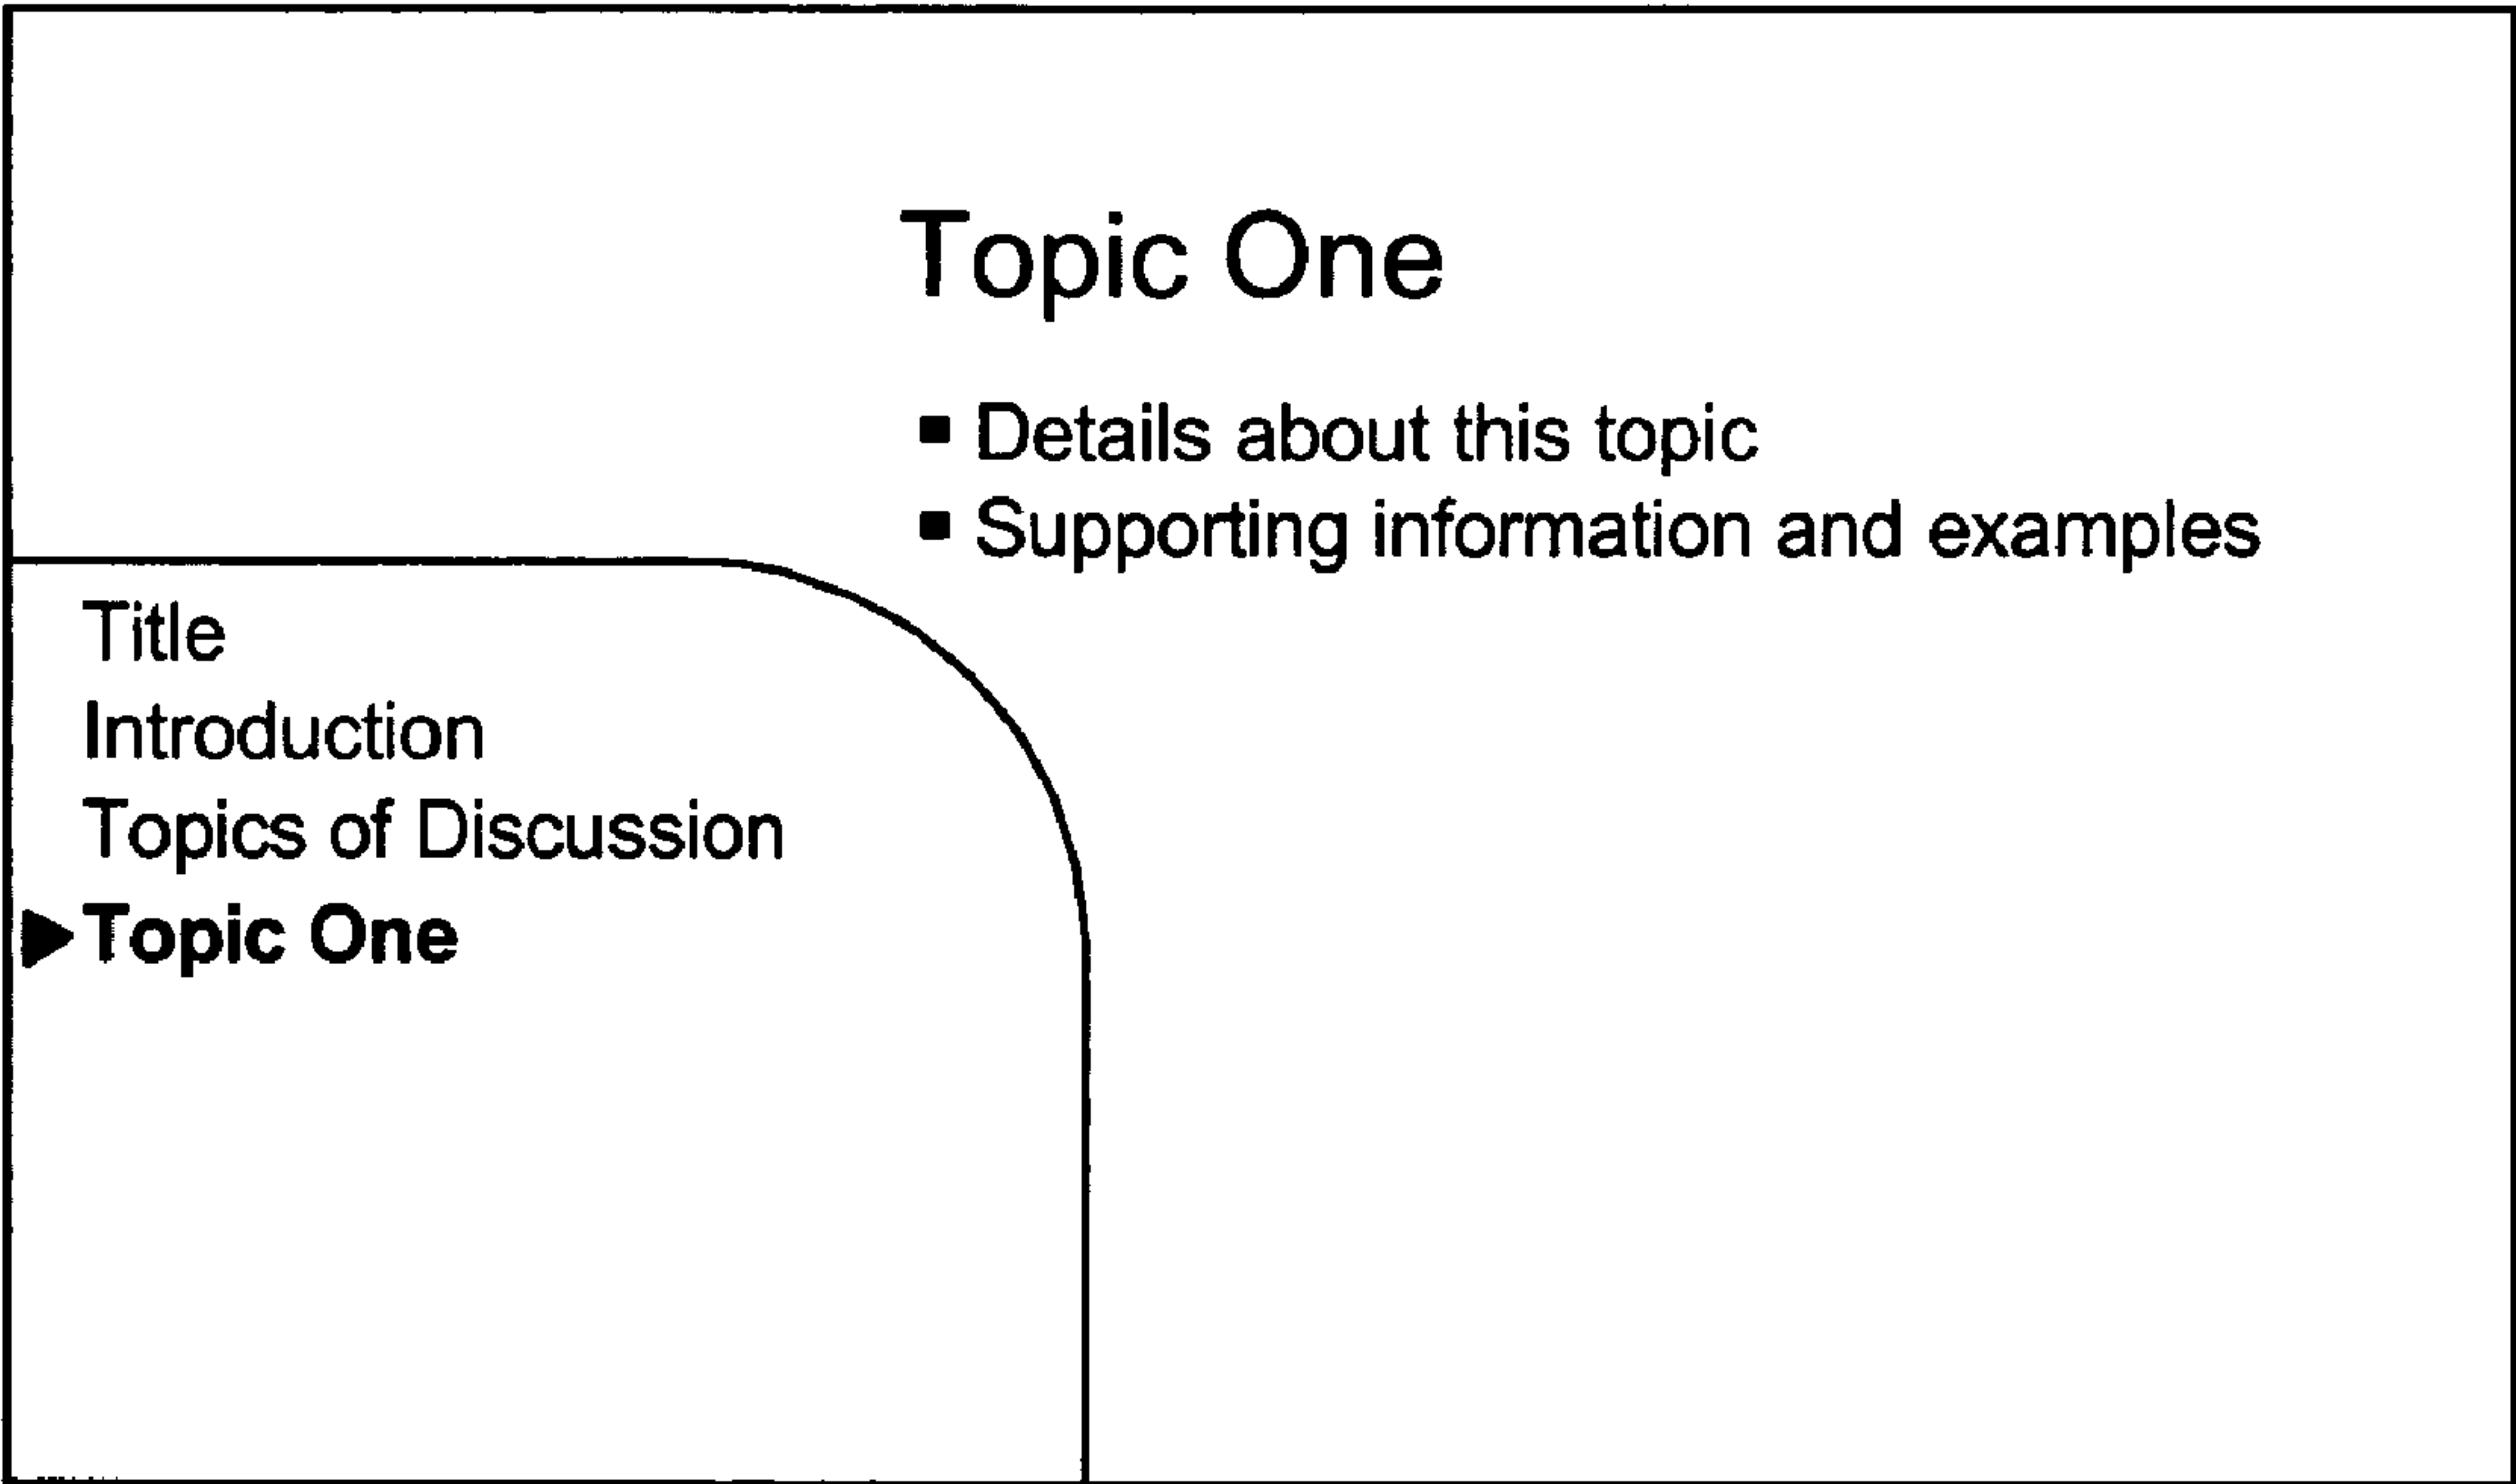 Topic One
Details about this topic
Supporting information and examples
Title
Introduction
Topics of Discussion
Topic One